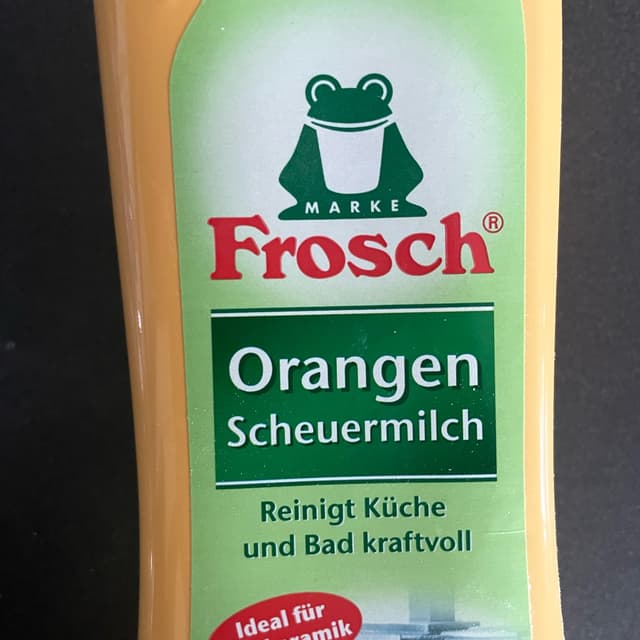 MARKE
Frosch®
Orangen
Scheuermilch
Reinigt Küche
und Bad kraftvoll
Ideal für